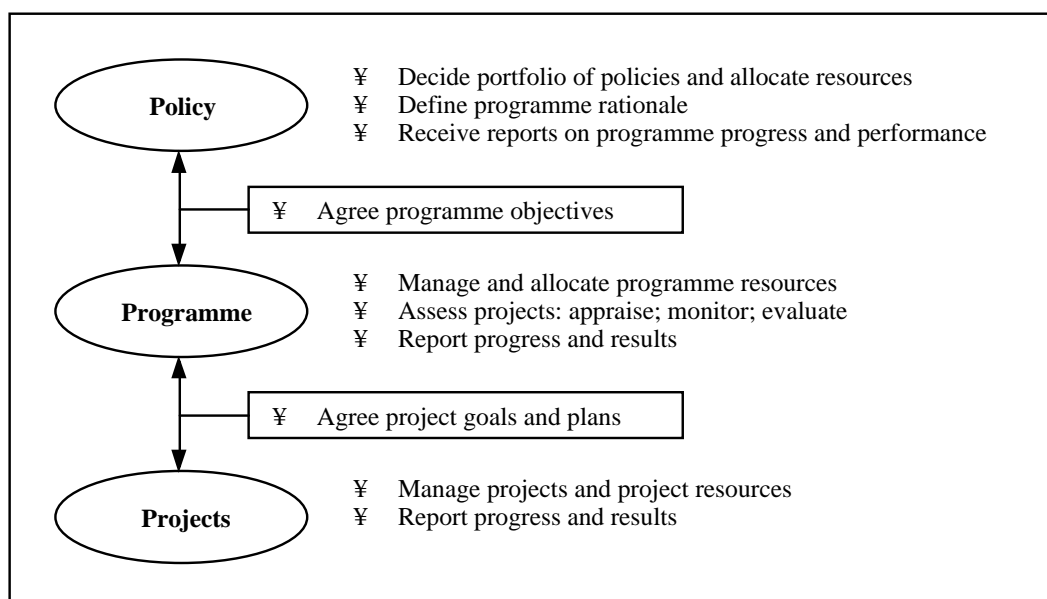 Policy
¥ Decide portfolio of policies and allocate resources
¥ Define programme rationale
¥ Receive reports on programme progress and performance
¥ Agree programme objectives
Programme
¥ Manage and allocate programme resources
¥ Assess projects: appraise; monitor; evaluate
¥ Report progress and results
¥ Agree project goals and plans
Projects
¥ Manage projects and project resources
¥ Report progress and results